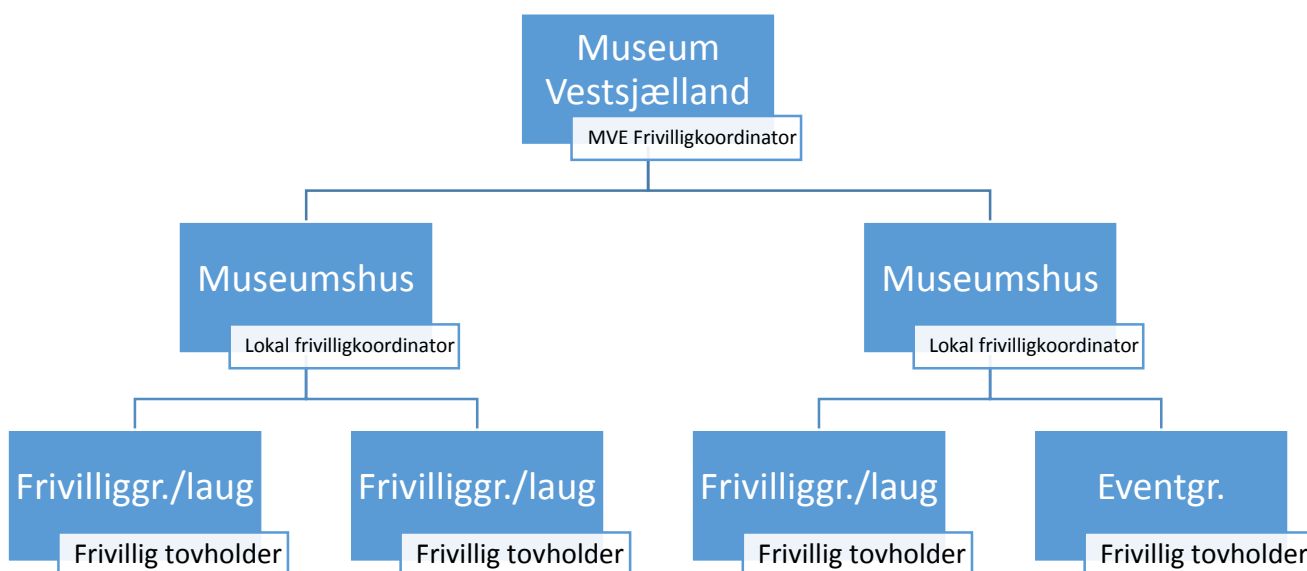 Museum
Vestsjælland
MVE Frivilligkoordinator
Museumshus
Lokal frivilligkoordinator
Museumshus
Lokal frivilligkoordinator
Frivilliggr./laug
Frivillig tovholder
Frivilliggr./laug
Frivillig tovholder
Frivilliggr./laug
Frivillig tovholder
Eventgr.
Frivillig tovholder